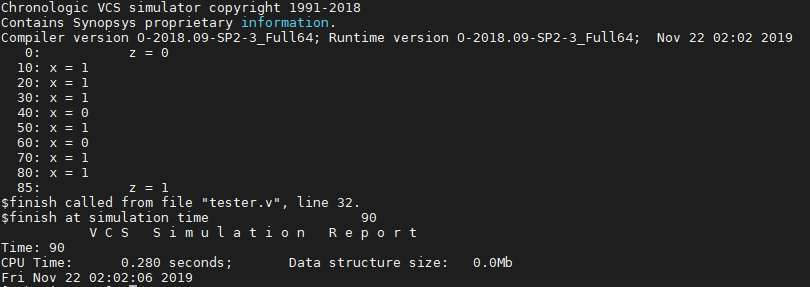 Chronologic VCS simulator copyright 1991-2018
Contains Synopsys proprietary information.
Compiler version O-2018.09-SP2-3_Full64; Runtime version O-2018.09-SP2-3_Full64;  Nov 22 02:02 2019
   0:           z = 0
  10: x = 1
  20: x = 1
  30: x = 1
  40: x = 0
  50: x = 1
  60: x = 0
  70: x = 1
  80: x = 1
  85:           z = 1
$finish called from file "tester.v", line 32.
$finish at simulation time                   90
           V C S   S i m u l a t i o n   R e p o r t
Time: 90
CPU Time:      0.280 seconds;       Data structure size:   0.0Mb
Fri Nov 22 02:02:06 2019